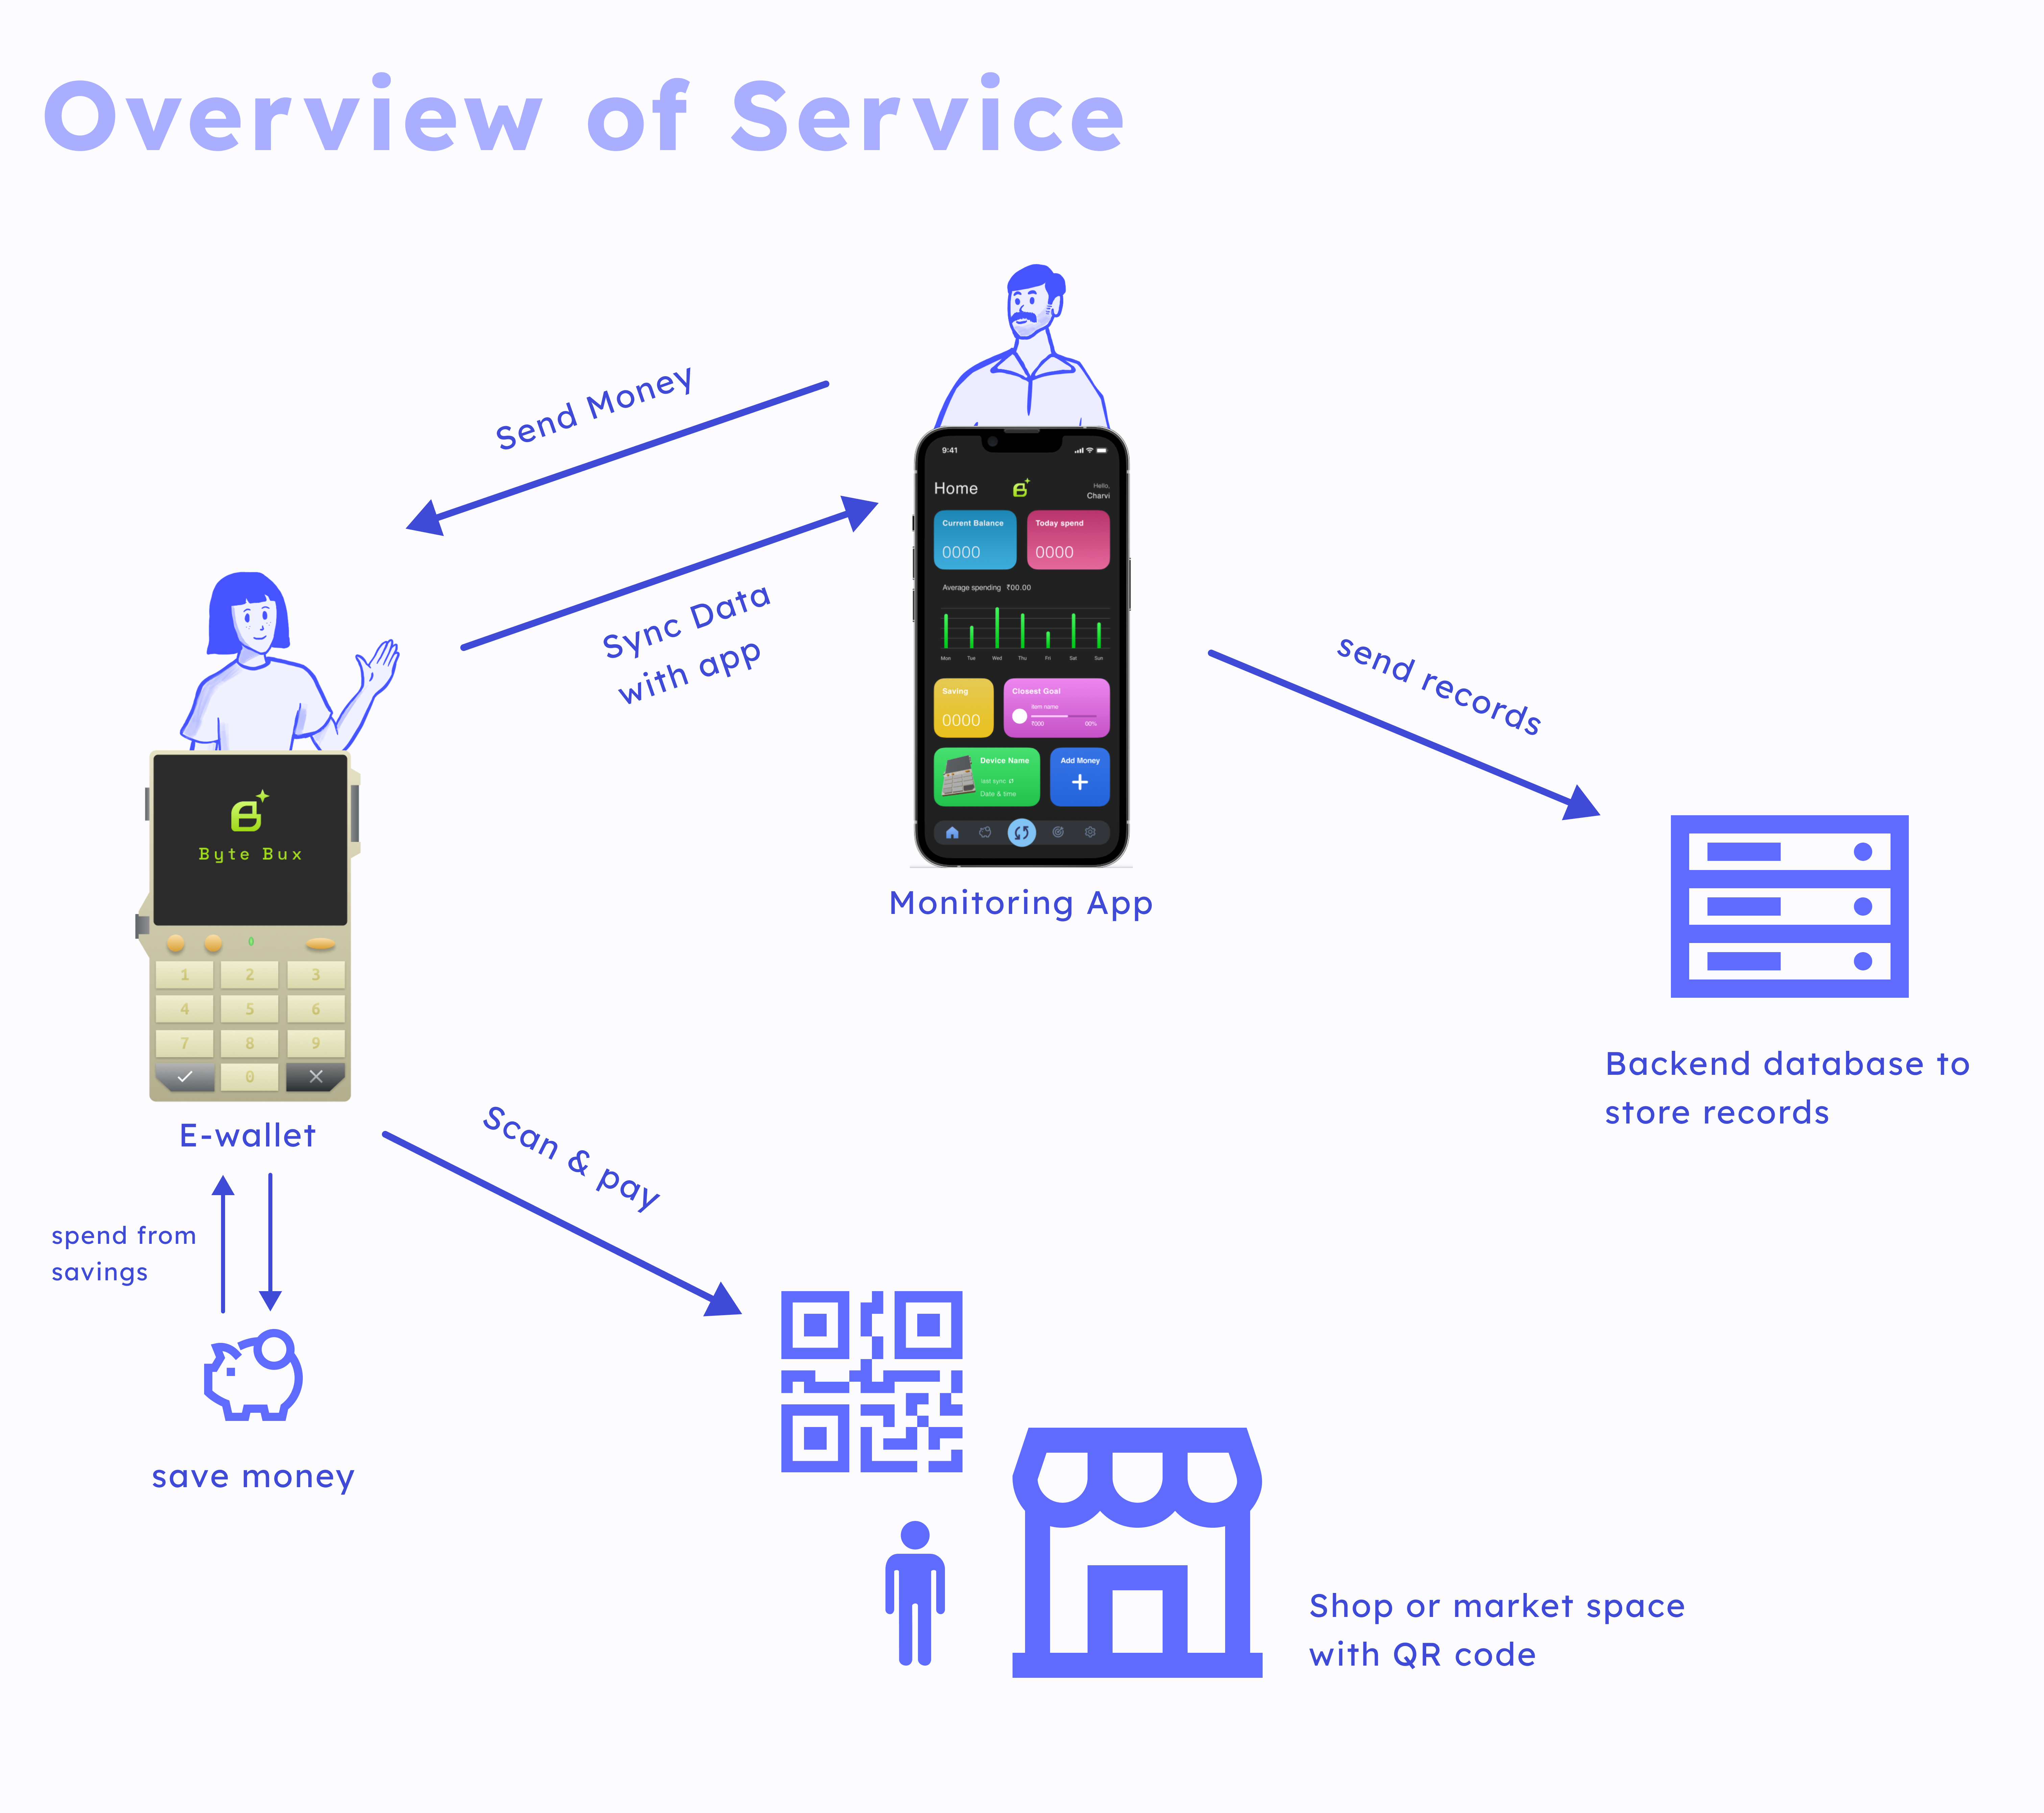 Overview of Service
Send Money
Sync Data
with app
send records
9:41
Home
Hello,
Charvi
Current Balance
0000
Today spend
0000
Average spending ₹00.00
Mon Tue Wed Thu Fri Sat Sun
Saving
0000
Closest Goal
item name
₹000 00%
Device Name
last sync
Date & time
Add Money
+
Monitoring App
Byte Bux
0
1 2 3
4 5 6
7 8 9
0
E-wallet
Backend database to
store records
Scan & pay
spend from
savings
save money
Shop or market space
with QR code